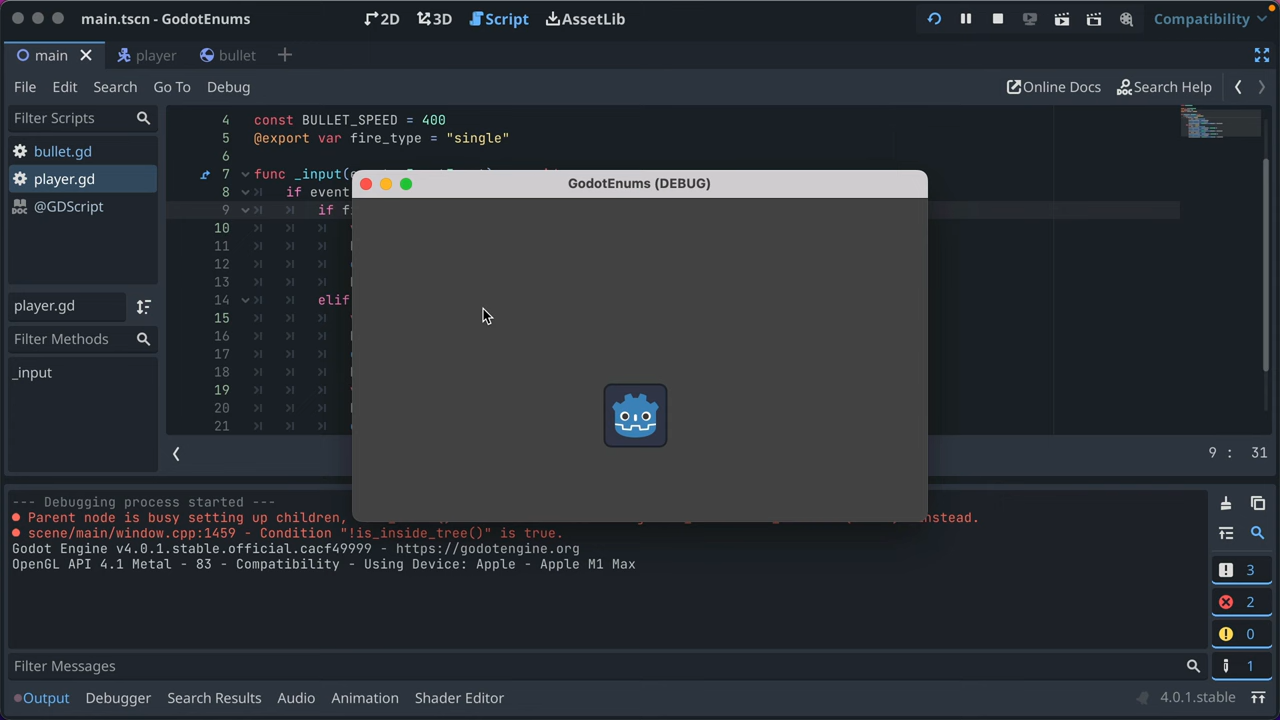 main.tscn - GodotEnums
2D 3D Script AssetLib
Compatibility
main player bullet
File Edit Search Go To Debug
Online Docs Search Help
Filter Scripts
bullet.gd
player.gd
@GDScript
player.gd
Filter Methods
_input
4 const BULLET_SPEED = 400
5 @export var fire_type = "single"
6
7 func _input(
8 if event
9 if f
10
11
12
13
14 elif
15
16
17
18
19
20
21
GodotEnums (DEBUG)
9 : 31
--- Debugging process started ---
Parent node is busy setting up children, instead.
scene/main/window.cpp:1459 - Condition "!is_inside_tree()" is true.
Godot Engine v4.0.1.stable.official.cacf49999 - https://godotengine.org
OpenGL API 4.1 Metal - 83 - Compatibility - Using Device: Apple - Apple M1 Max
3
2
0
1
Filter Messages
Output Debugger Search Results Audio Animation Shader Editor
4.0.1.stable